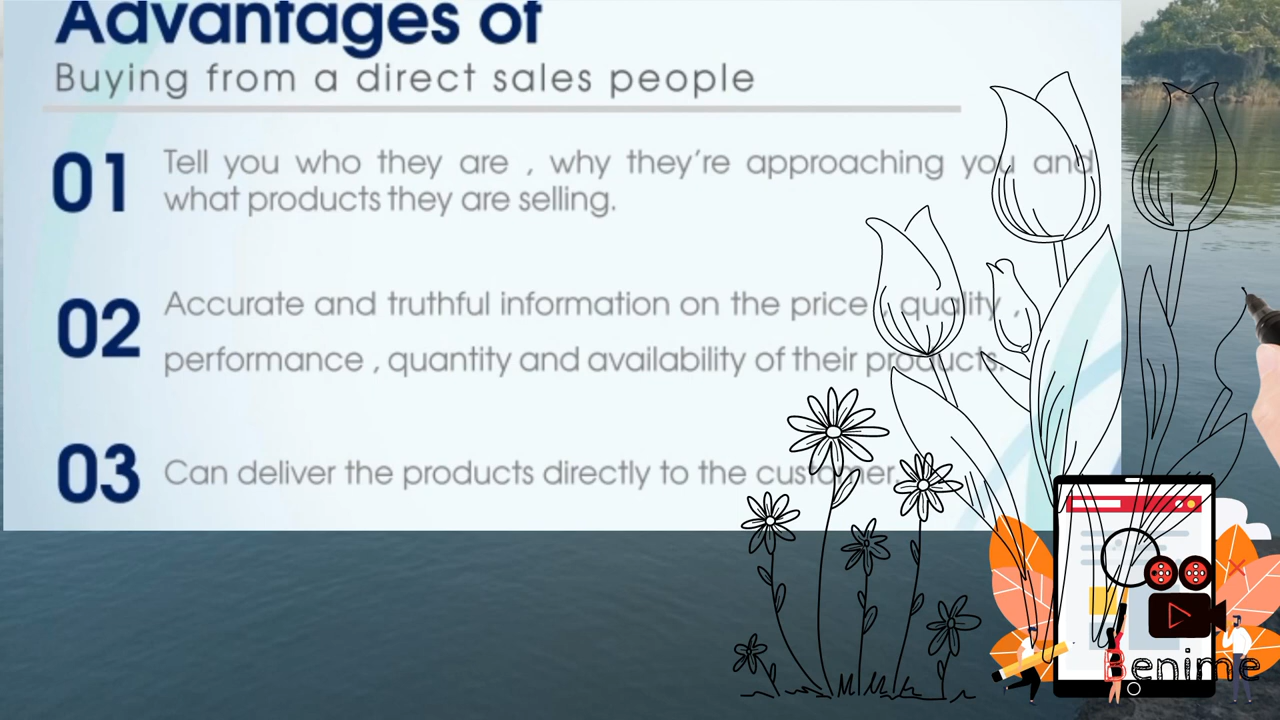 Advantages of
Buying from a direct sales people
01 Tell you who they are , why they're approaching you and
what products they are selling.
02 Accurate and truthful information on the price , quality ,
performance , quantity and availability of their products.
03 Can deliver the products directly to the customer.
Benime